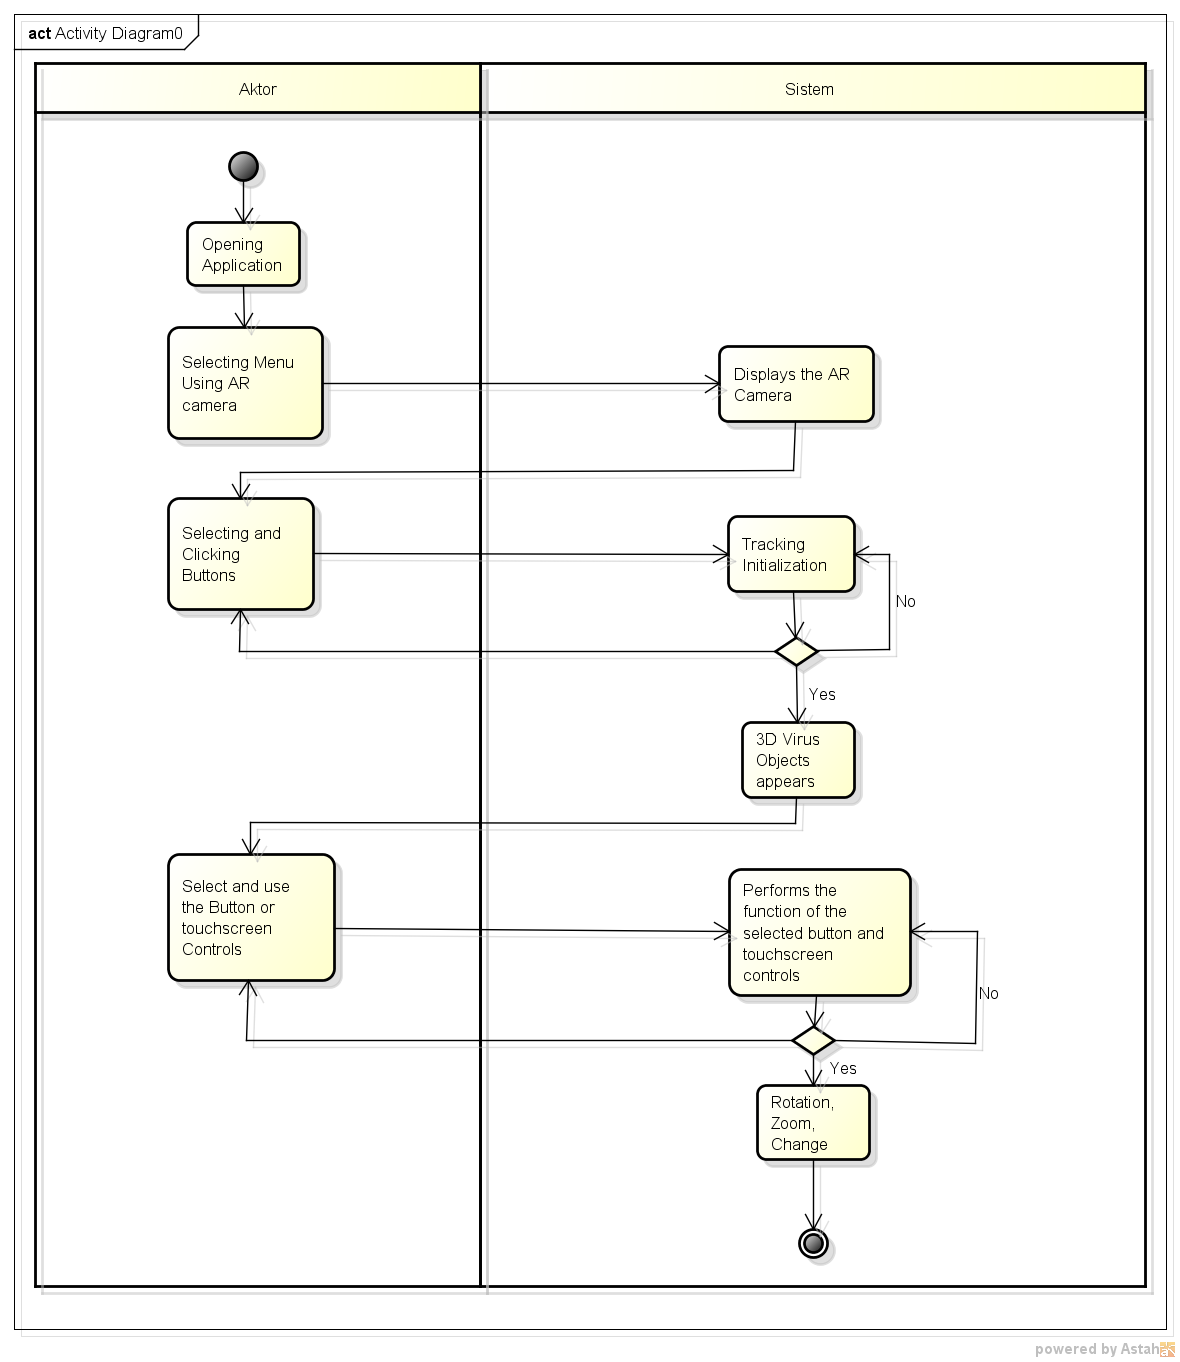 act Activity Diagram0
Aktor
Sistem
Opening
Application
Selecting Menu
Using AR
camera
Displays the AR
Camera
Selecting and
Clicking
Buttons
Tracking
Initialization
No
Yes
3D Virus
Objects
appears
Select and use
the Button or
touchscreen
Controls
Performs the
function of the
selected button and
touchscreen
controls
No
Yes
Rotation,
Zoom,
Change
powered by Astah